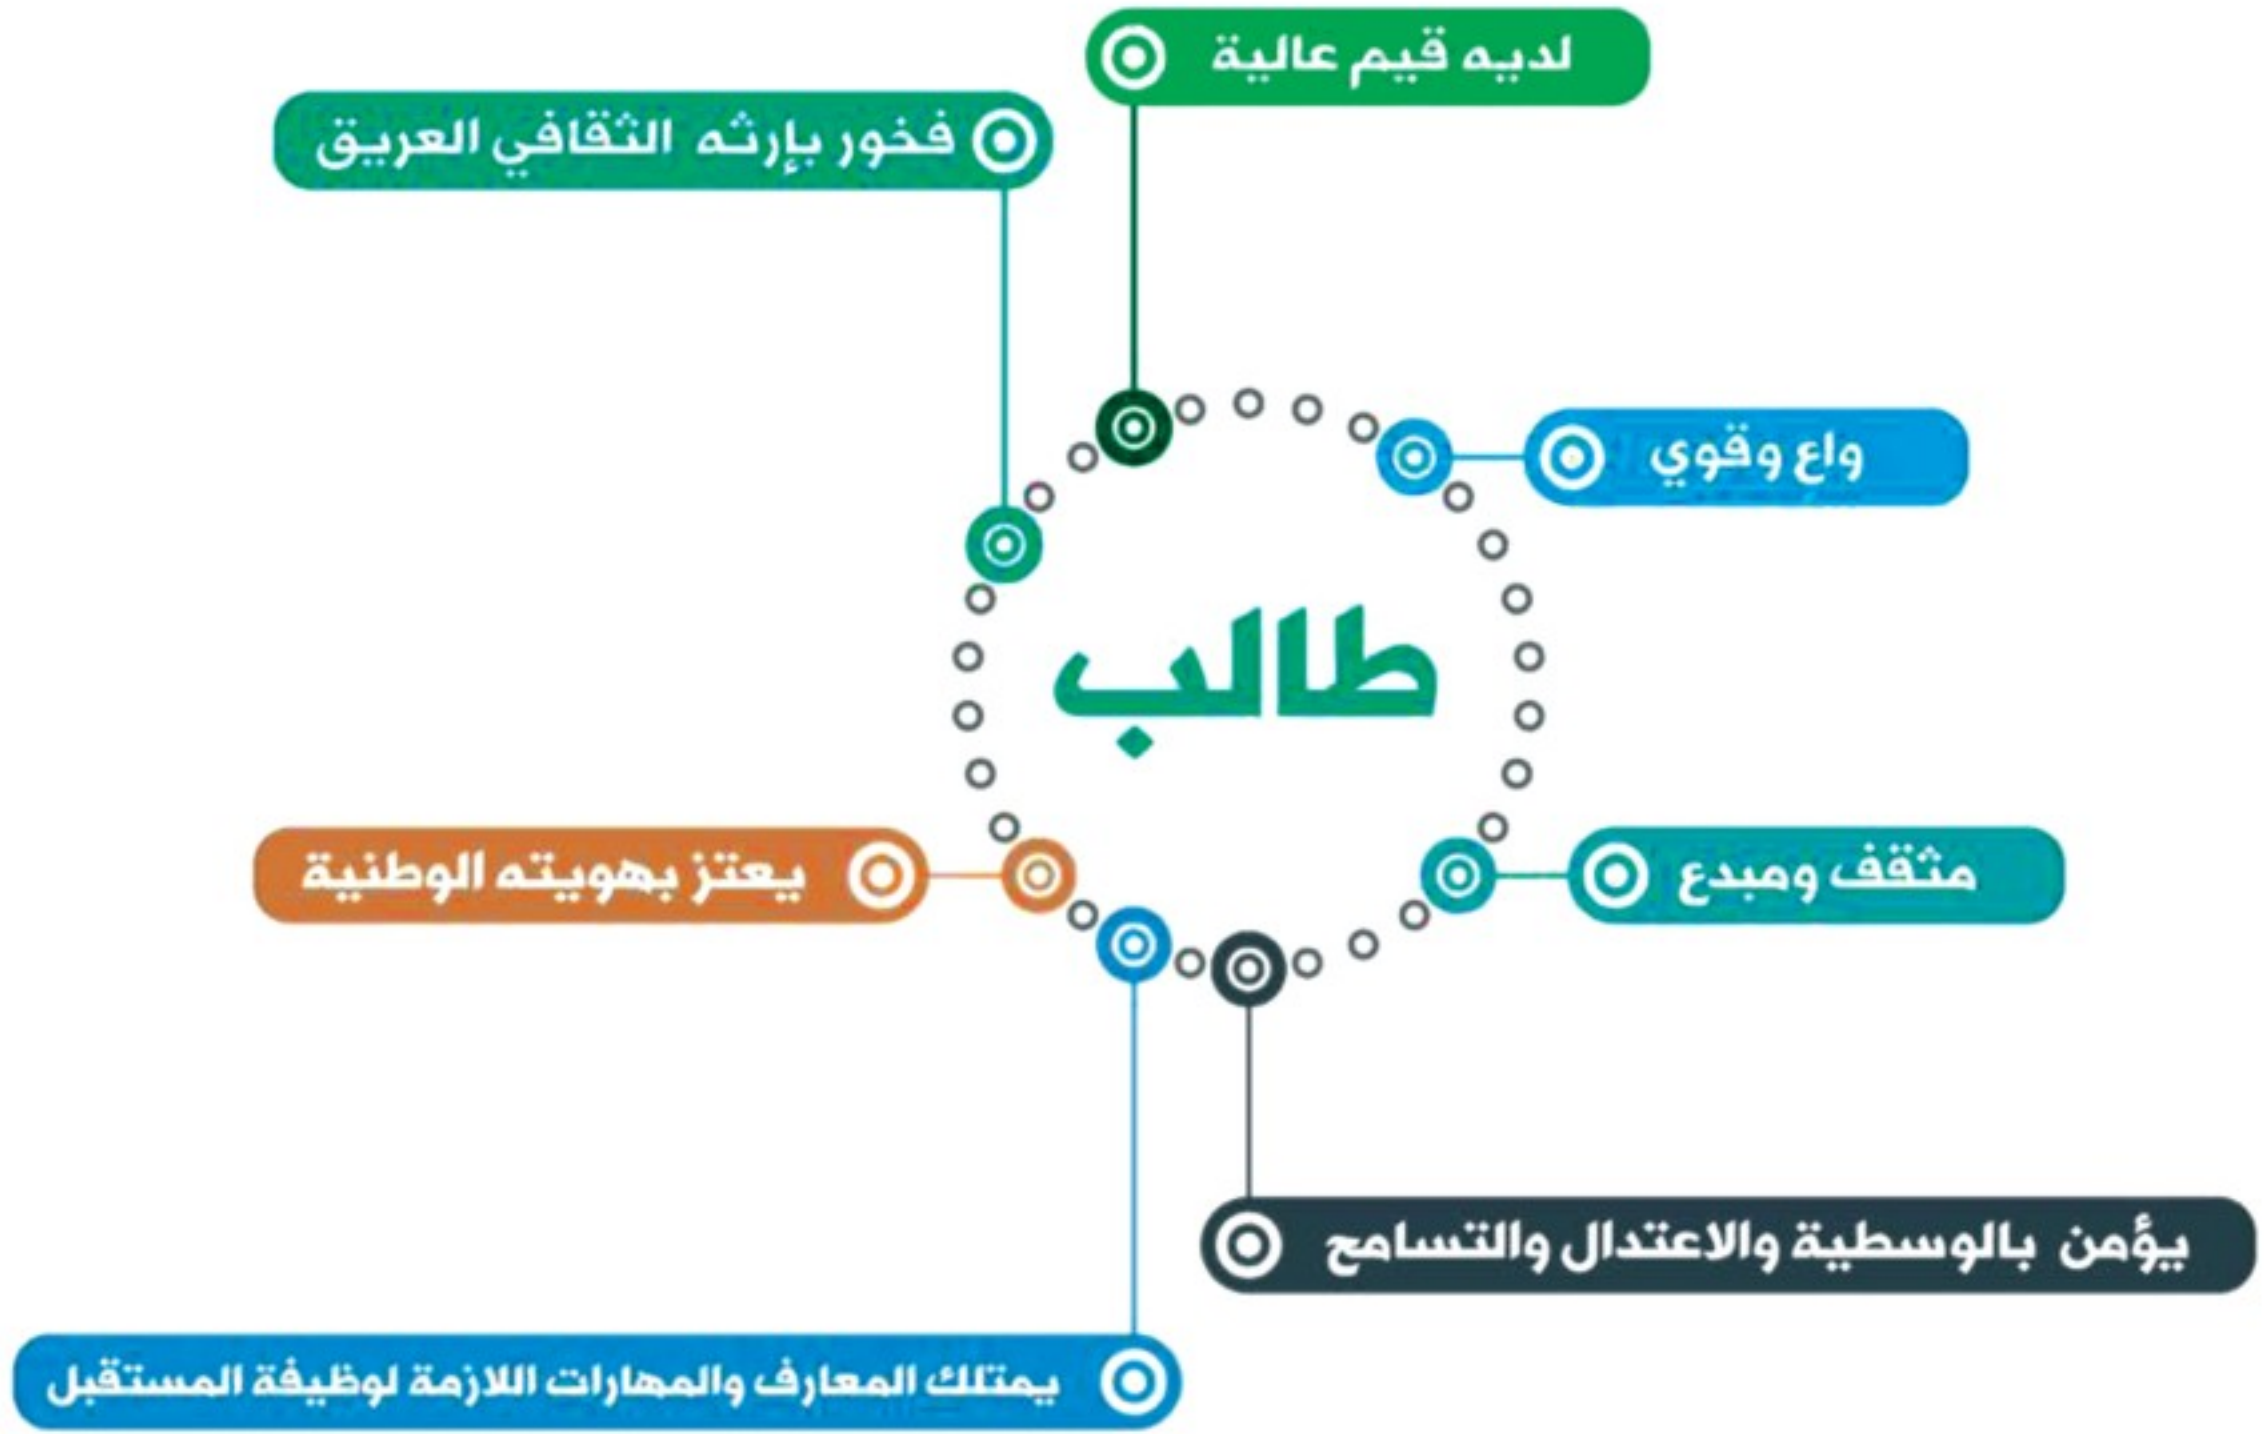 لديه قيم عالية
فخور بإرثه الثقافي العريق
واع وقوي
طالب
يعتز بهويته الوطنية
مثقف ومبدع
يؤمن بالوسطية والاعتدال والتسامح
يمتلك المعارف والمهارات اللازمة لوظيفة المستقبل